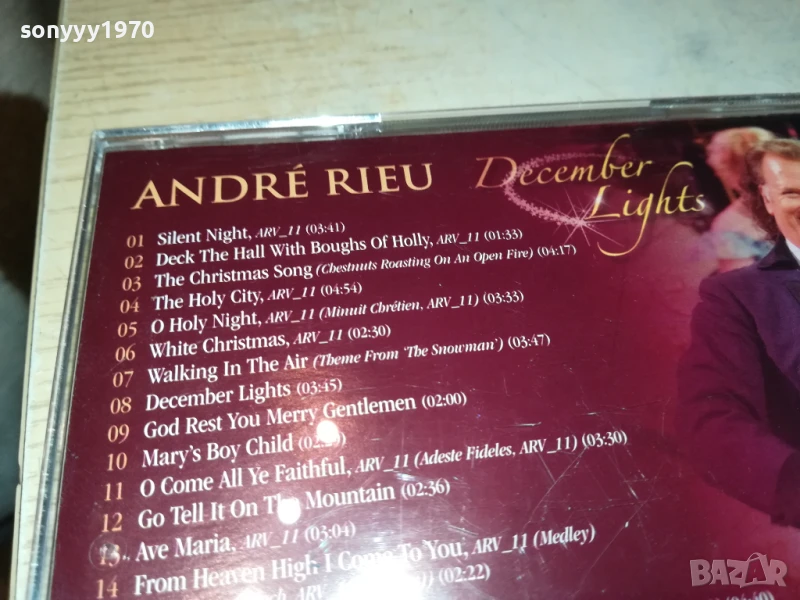 sonyyy1970
ANDRÉ RIEU December Lights
01 Silent Night, ARV_11 (03:41)
02 Deck The Hall With Boughs Of Holly, ARV_11 (01:33)
03 The Christmas Song (Chestnuts Roasting On An Open Fire) (04:17)
04 The Holy City, ARV_11 (04:54)
05 O Holy Night, ARV_11 (Minuit Chrétien, ARV_11) (03:33)
06 White Christmas, ARV_11 (02:30)
07 Walking In The Air (Theme From 'The Snowman') (03:47)
08 December Lights (03:45)
09 God Rest You Merry Gentlemen (02:00)
10 Mary's Boy Child
11 O Come All Ye Faithful, ARV_11 (Adeste Fideles, ARV_11) (03:30)
12 Go Tell It On The Mountain (02:36)
13 Ave Maria, ARV_11 (03:04)
14 From Heaven High I Come To You, ARV_11 (Medley)
(02:22)
BAZAR